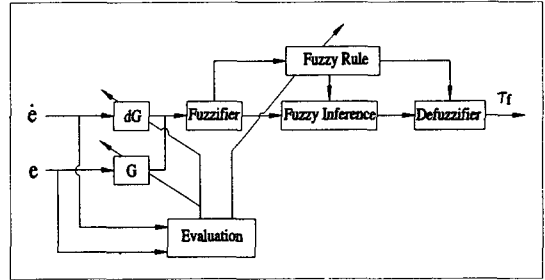 Fuzzy Rule
ė dG Fuzzifier Fuzzy Inference Defuzzifier τf
e G
Evaluation